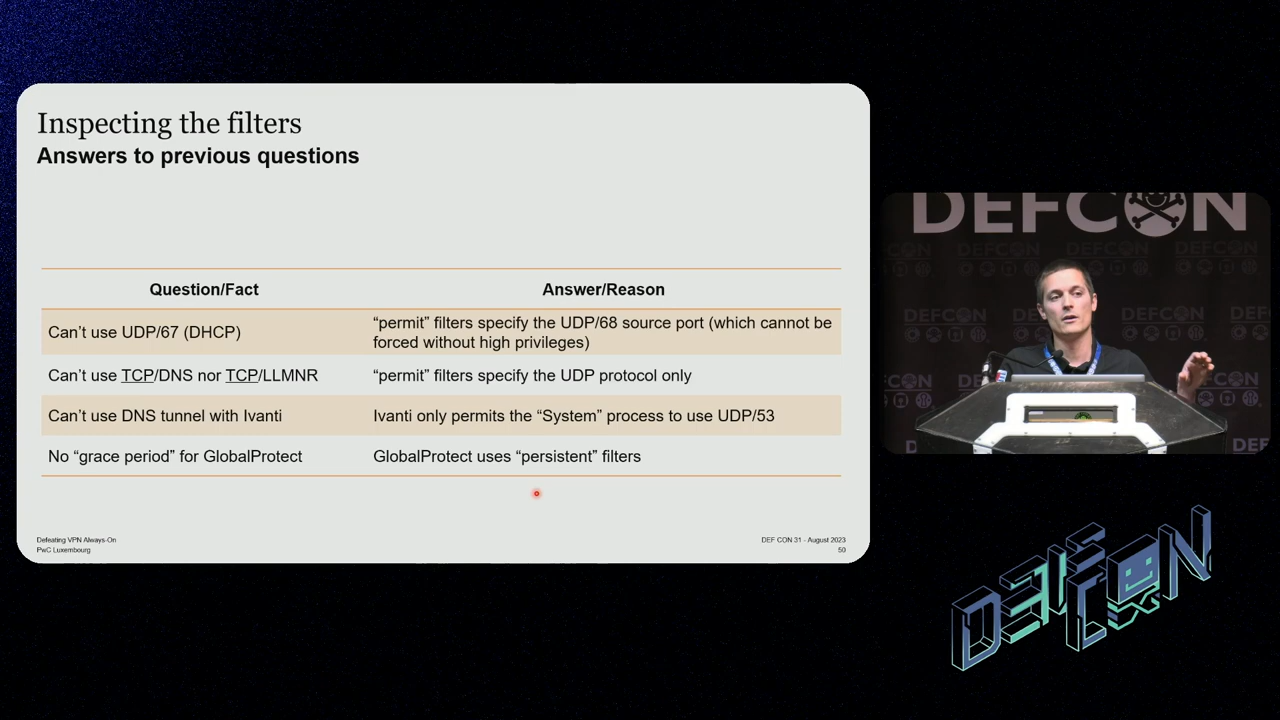 Inspecting the filters
Answers to previous questions
Question/Fact Answer/Reason
Can’t use UDP/67 (DHCP) “permit” filters specify the UDP/68 source port (which cannot be
forced without high privileges)
Can’t use TCP/DNS nor TCP/LLMNR “permit” filters specify the UDP protocol only
Can’t use DNS tunnel with Ivanti Ivanti only permits the “System” process to use UDP/53
No “grace period” for GlobalProtect GlobalProtect uses “persistent” filters
Defeating VPN Always-On
PwC Luxembourg
DEF CON 31 - August 2023
50
DEFCON
DEFCON